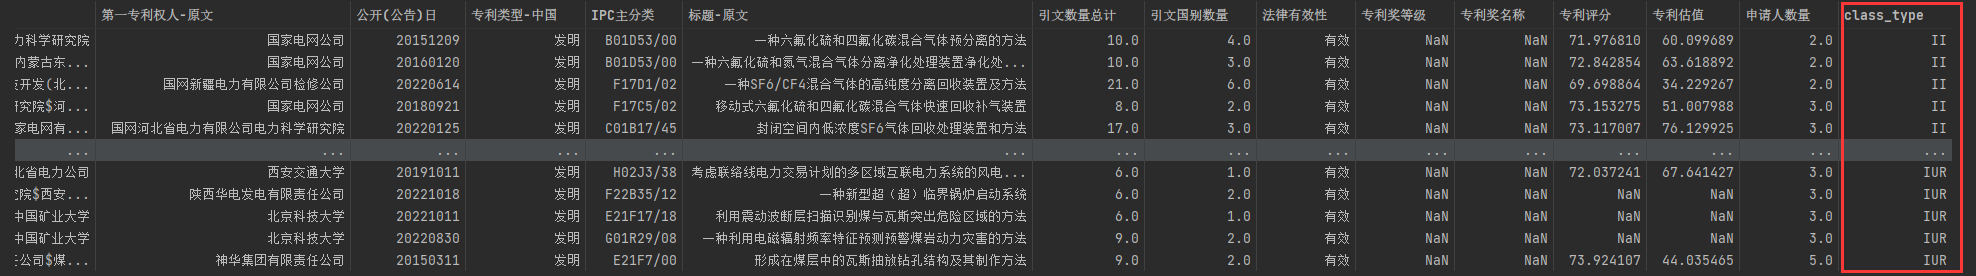 第一专利权人-原文 公开(公告)日 专利类型-中国 IPC主分类 标题-原文 引文数量总计 引文国别数量 法律有效性 专利奖等级 专利奖名称 专利评分 专利估值 申请人数量 class_type
力科学研究院 国家电网公司 20151209 发明 B01D53/00 一种六氟化硫和四氟化碳混合气体预分离的方法 10.0 4.0 有效 NaN NaN 71.976810 60.099689 2.0 II
内蒙古东... 国家电网公司 20160120 发明 B01D53/00 一种六氟化硫和氮气混合气体分离净化处理装置净化处... 10.0 3.0 有效 NaN NaN 72.842854 63.618892 2.0 II
开发(北... 国网新疆电力有限公司检修公司 20220614 发明 F17D1/02 一种SF6/CF4混合气体的高纯度分离回收装置及方法 21.0 6.0 有效 NaN NaN 69.698864 34.229267 2.0 II
研究院$河... 国家电网公司 20180921 发明 F17C5/02 移动式六氟化硫和四氟化碳混合气体快速回收补气装置 8.0 2.0 有效 NaN NaN 73.153275 51.007988 3.0 II
家电网有... 国网河北省电力有限公司电力科学研究院 20220125 发明 C01B17/45 封闭空间内低浓度SF6气体回收处理装置和方法 17.0 3.0 有效 NaN NaN 73.117007 76.129925 3.0 II
... ... ... ... ... ... ... ... ... ... ... ... ... ... ...
北省电力公司 西安交通大学 20191011 发明 H02J3/38 考虑联络线电力交易计划的多区域互联电力系统的风电... 6.0 1.0 有效 NaN NaN 72.037241 67.641427 3.0 IUR
究院$西安... 陕西华电发电有限责任公司 20221018 发明 F22B35/12 一种新型超（超）临界锅炉启动系统 6.0 2.0 有效 NaN NaN NaN NaN 3.0 IUR
中国矿业大学 北京科技大学 20221011 发明 E21F17/18 利用震动波断层扫描识别煤与瓦斯突出危险区域的方法 6.0 1.0 有效 NaN NaN NaN NaN 3.0 IUR
中国矿业大学 北京科技大学 20220830 发明 G01R29/08 一种利用电磁辐射频率特征预测预警煤岩动力灾害的方法 9.0 2.0 有效 NaN NaN NaN NaN 3.0 IUR
公司$煤... 神华集团有限责任公司 20150311 发明 E21F7/00 形成在煤层中的瓦斯抽放钻孔结构及其制作方法 9.0 2.0 有效 NaN NaN 73.924107 44.035465 5.0 IUR